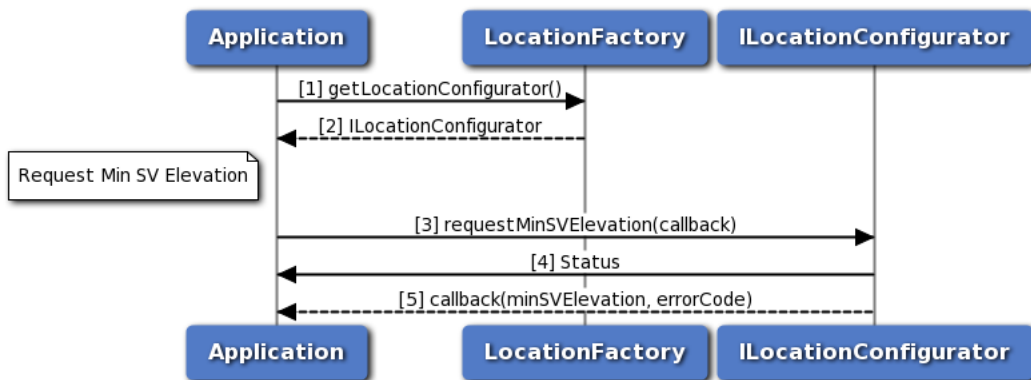 Application
LocationFactory
ILocationConfigurator
[1] getLocationConfigurator()
[2] ILocationConfigurator
Request Min SV Elevation
[3] requestMinSVElevation(callback)
[4] Status
[5] callback(minSVElevation, errorCode)
Application
LocationFactory
ILocationConfigurator